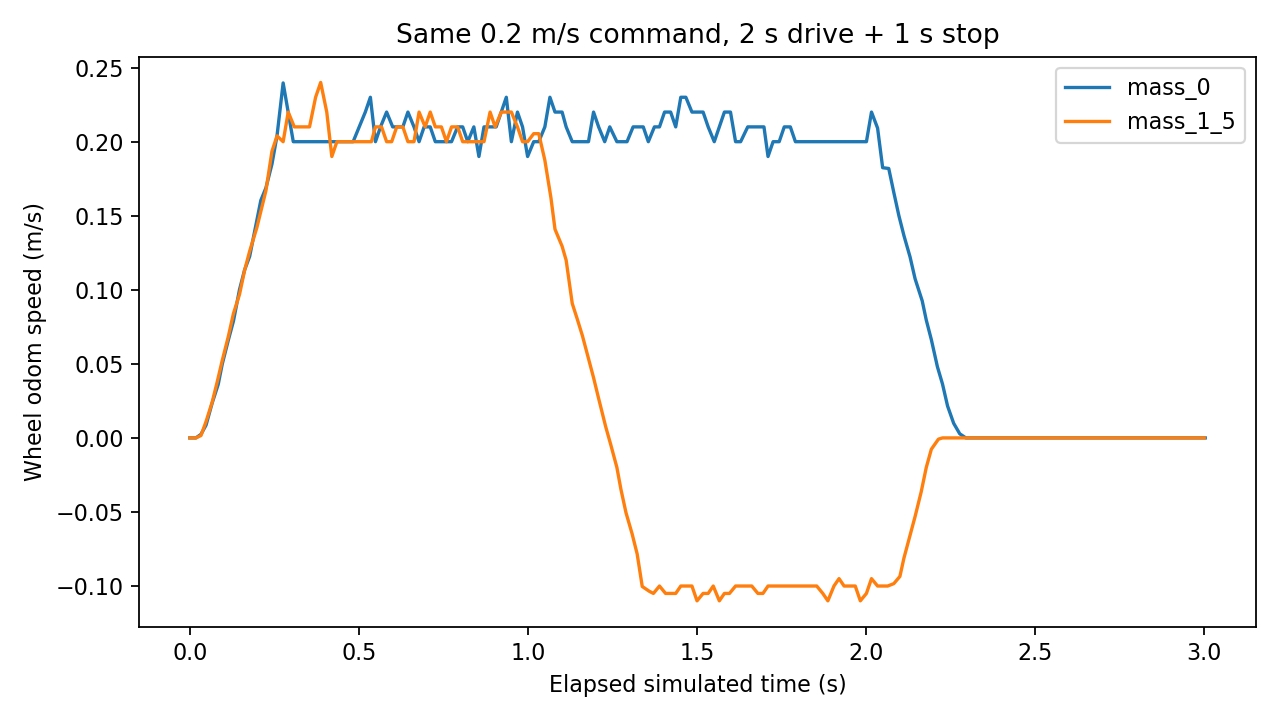 Same 0.2 m/s command, 2 s drive + 1 s stop
mass_0
mass_1_5
Wheel odom speed (m/s)
0.25
0.20
0.15
0.10
0.05
0.00
−0.05
−0.10
0.0 0.5 1.0 1.5 2.0 2.5 3.0
Elapsed simulated time (s)